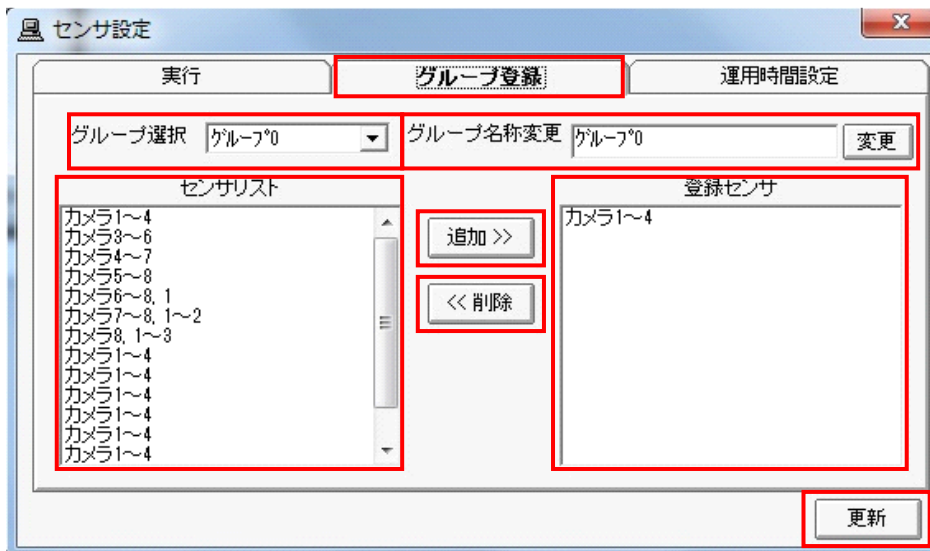 センサ設定
実行 グループ登録 運用時間設定
グループ選択 グループ0 グループ名称変更 グループ0 変更
センサリスト 登録センサ
カメラ1～4
カメラ3～6
カメラ4～7
カメラ5～8
カメラ6～8, 1
カメラ7～8, 1～2
カメラ8, 1～3
カメラ1～4
カメラ1～4
カメラ1～4
カメラ1～4
カメラ1～4
カメラ1～4
追加 >>
<< 削除
カメラ1～4
更新